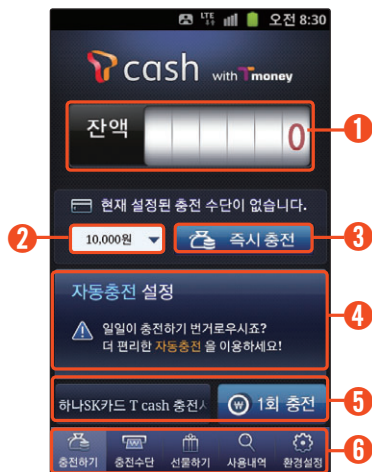 LTE 오전 8:30
T cash with Tmoney
잔액 0 1
현재 설정된 충전 수단이 없습니다.
2 10,000원 즉시충전 3
자동충전 설정
4
일일이 충전하기 번거로우시죠?
더 편리한 자동충전 을 이용하세요!
하나SK카드 T cash 충전 1회 충전 5
충전하기 충전수단 선물하기 사용내역 환경설정 6